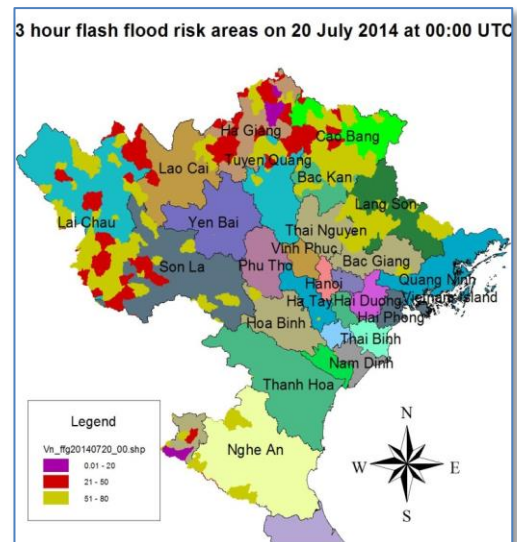 3 hour flash flood risk areas on 20 July 2014 at 00:00 UTC
Ha Giang
Cao Bang
Lao Cai
Tuyen Quang
Bac Kan
Lang Son
Lai Chau
Yen Bai
Thai Nguyen
Vinh Phuc
Bac Giang
Son La
Phu Tho
Hanoi
Quang Ninh
Ha Tay
Hai Duong
Vietnam Island
Hai Phong
Hoa Binh
Thai Binh
Nam Dinh
Thanh Hoa
Nghe An
Legend
Vn_ffg20140720_00.shp
0.01 - 20
21 - 50
51 - 80
N
W
E
S